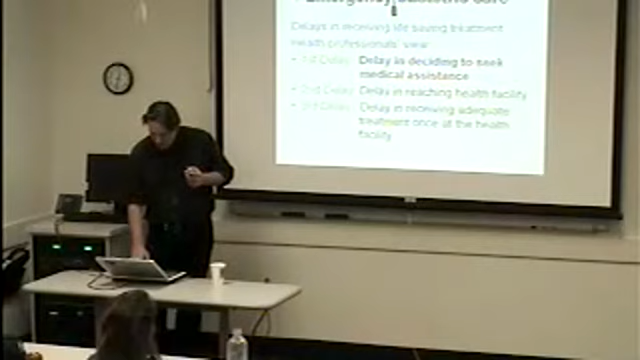 Emergency Obstetric Care
Delays in receiving life saving treatment
Health professionals' view
• 1st Delay: Delay in deciding to seek
medical assistance
• 2nd Delay: Delay in reaching health facility
• 3rd Delay: Delay in receiving adequate
treatment once at the health
facility